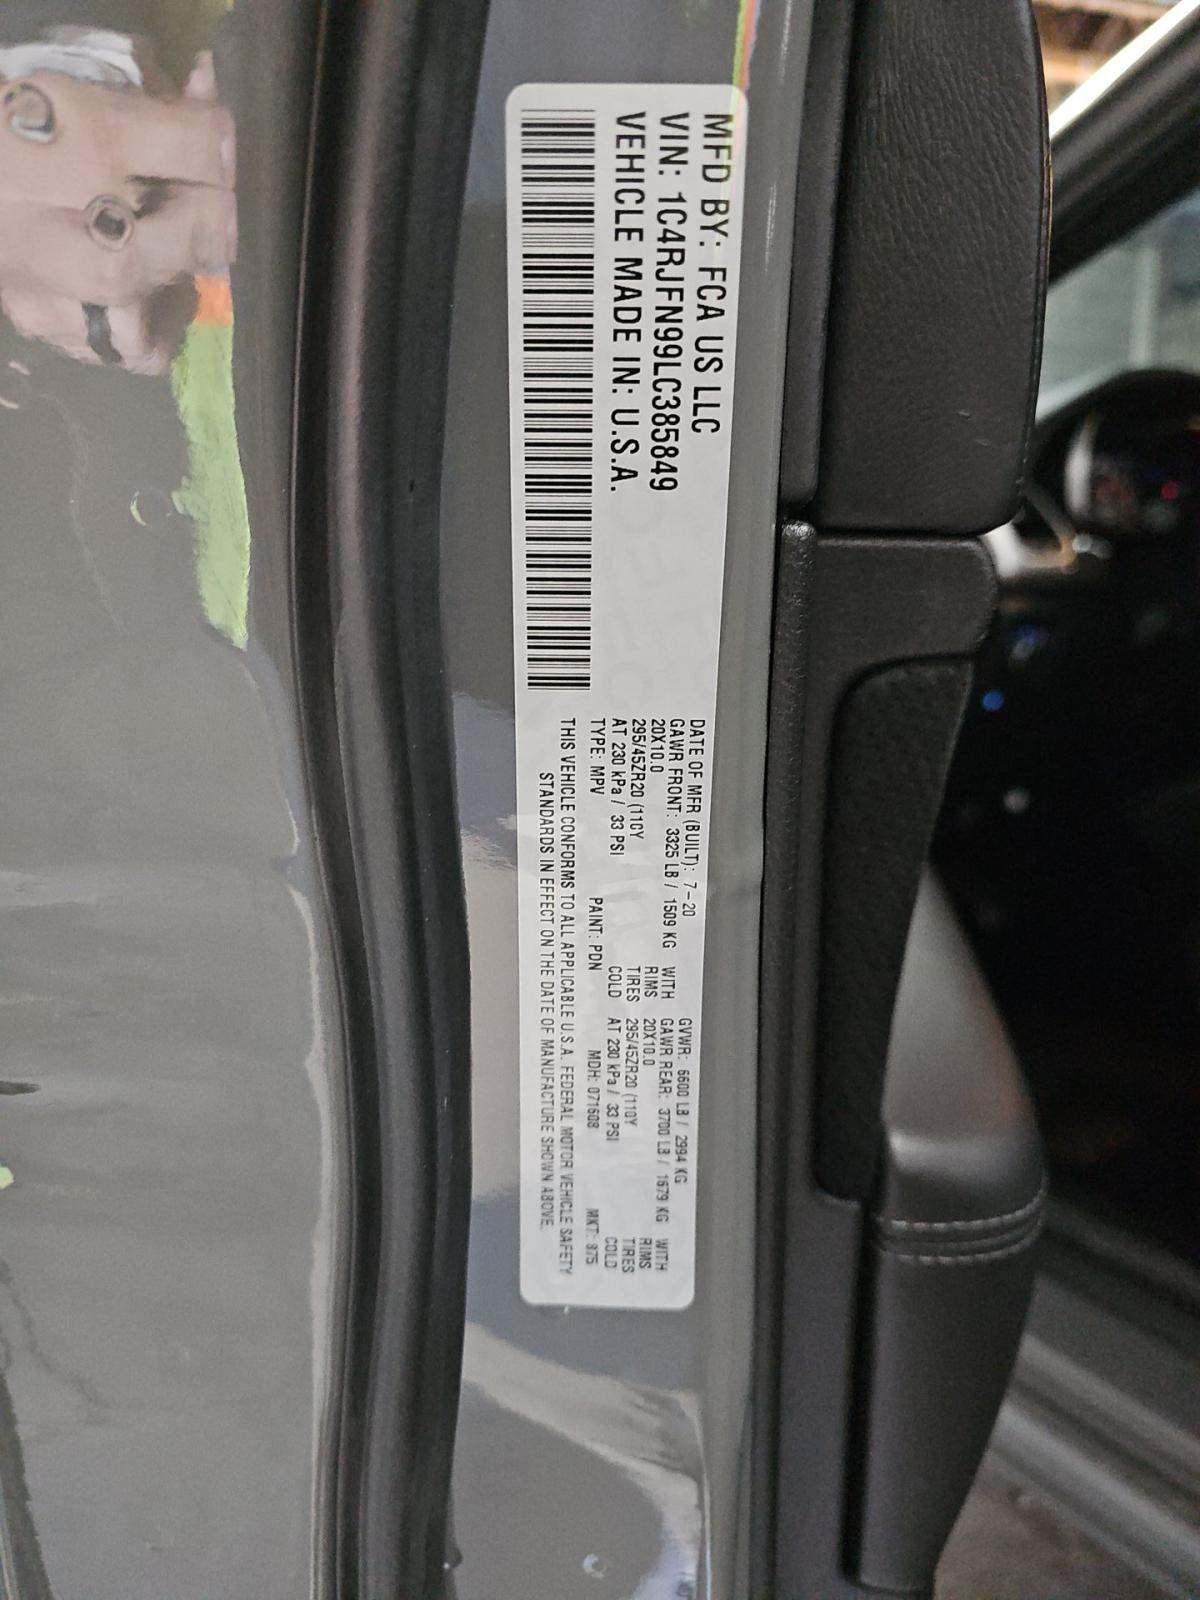 MFD BY: FCA US LLC
VIN: 1C4RJFN99LC385849
VEHICLE MADE IN: U.S.A.
DATE OF MFR (BUILT): 7-20 GVWR: 6600 LB / 2994 KG
GAWR FRONT: 3325 LB / 1509 KG WITH GAWR REAR: 3700 LB / 1679 KG WITH
20X10.0 RIMS 20X10.0 RIMS
295/45ZR20 (110Y TIRES 295/45ZR20 (110Y TIRES
AT 230 kPa / 33 PSI COLD AT 230 kPa / 33 PSI COLD
TYPE: MPV PAINT: PDN MDH: 071608 MKT: 875
THIS VEHICLE CONFORMS TO ALL APPLICABLE U.S.A. FEDERAL MOTOR VEHICLE SAFETY
STANDARDS IN EFFECT ON THE DATE OF MANUFACTURE SHOWN ABOVE.